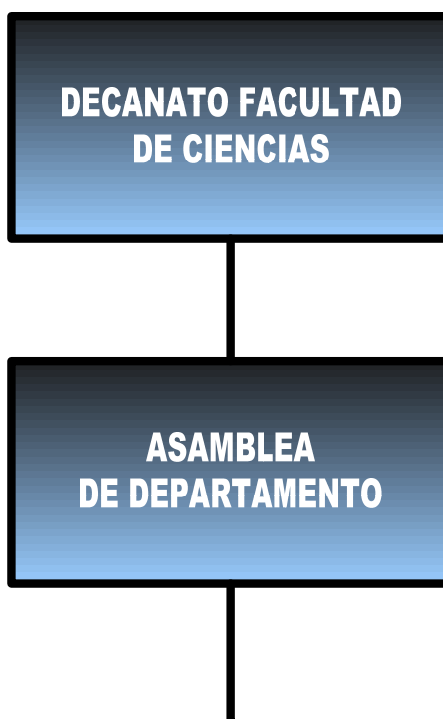 DECANATO FACULTAD
DE CIENCIAS
ASAMBLEA
DE DEPARTAMENTO